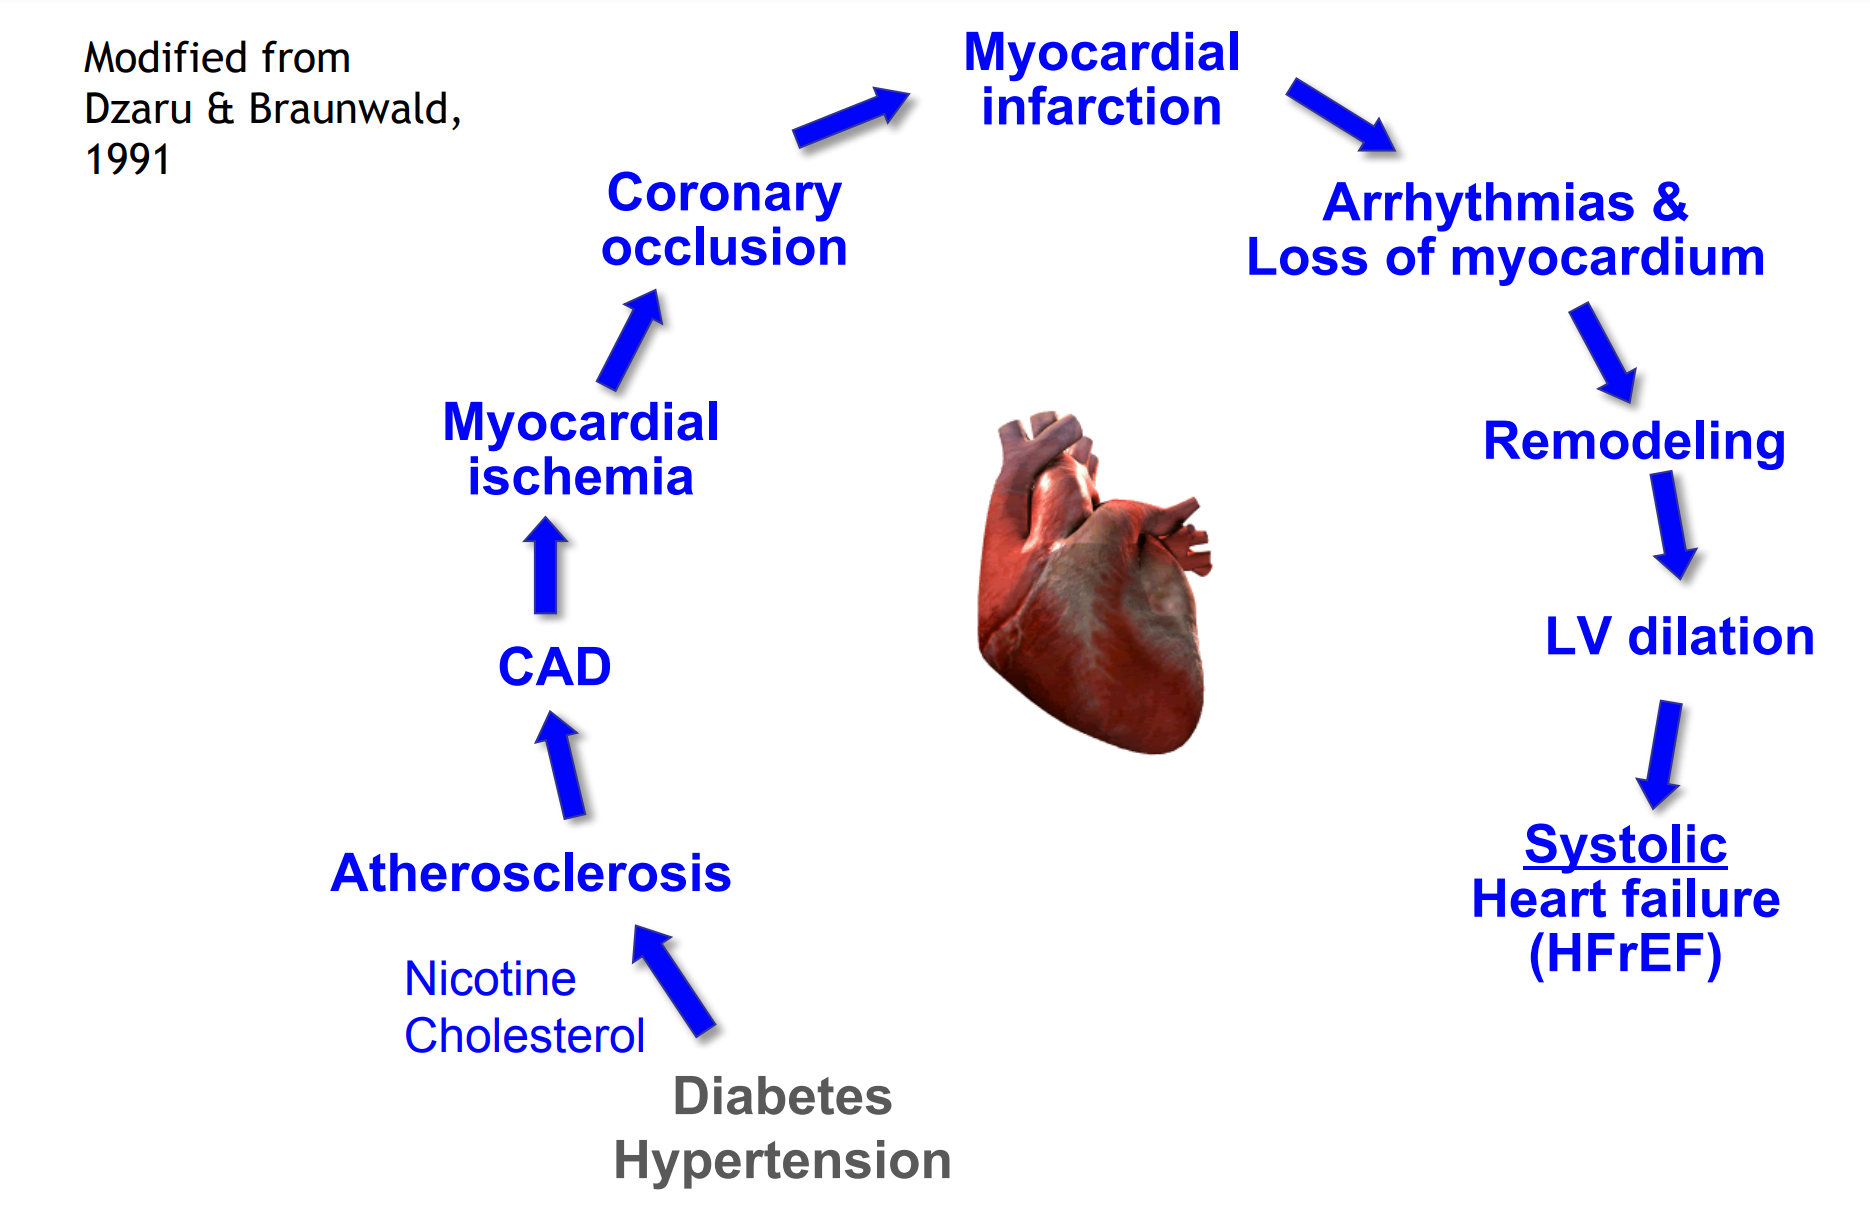 Modified from
Dzaru & Braunwald,
1991
Myocardial
infarction
Coronary
occlusion
Arrhythmias &
Loss of myocardium
Myocardial
ischemia
Remodeling
CAD
LV dilation
Atherosclerosis
Systolic
Heart failure
(HFrEF)
Nicotine
Cholesterol
Diabetes
Hypertension